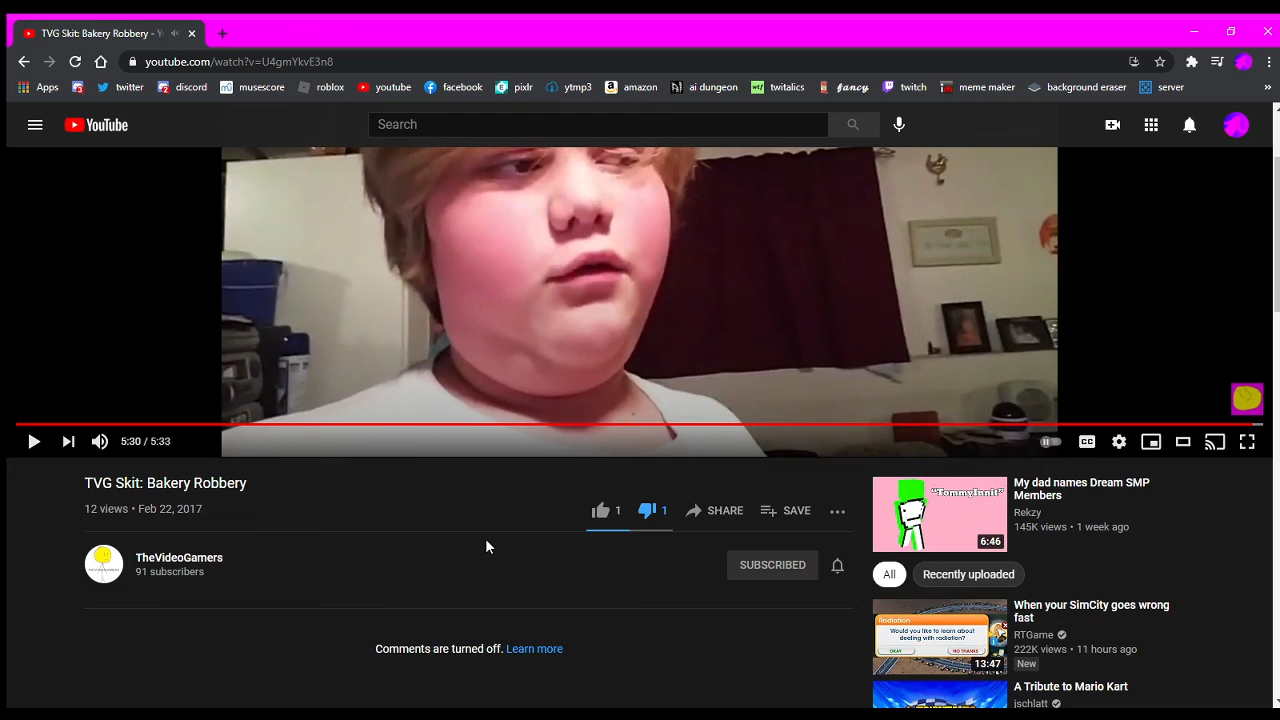 TVG Skit: Bakery Robbery - Y
youtube.com/watch?v=U4gmYkvE3n8
Apps
twitter
discord
musescore
roblox
youtube
facebook
pixlr
ytmp3
amazon
ai dungeon
twitalics
fancy
twitch
meme maker
background eraser
server
YouTube
Search
5:30 / 5:33
CC
TVG Skit: Bakery Robbery
12 views • Feb 22, 2017
1
1
SHARE
SAVE
TheVideoGamers
91 subscribers
SUBSCRIBED
Comments are turned off. Learn more
"TommyInnit"
6:46
My dad names Dream SMP
Members
Rekzy
145K views • 1 week ago
All
Recently uploaded
Radiation
Would you like to learn about
dealing with radiation?
OKAY
NO THANKS
13:47
When your SimCity goes wrong
fast
RTGame
222K views • 11 hours ago
New
A Tribute to Mario Kart
jschlatt